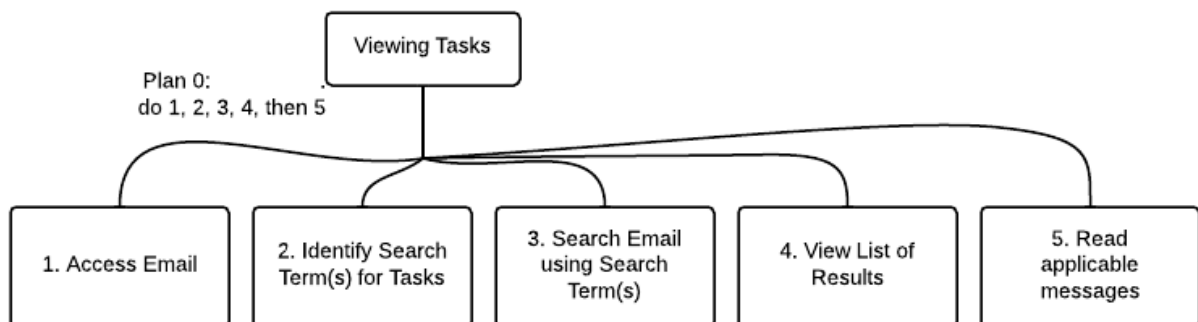 Viewing Tasks
Plan 0:
do 1, 2, 3, 4, then 5
1. Access Email
2. Identify Search
Term(s) for Tasks
3. Search Email
using Search
Term(s)
4. View List of
Results
5. Read
applicable
messages